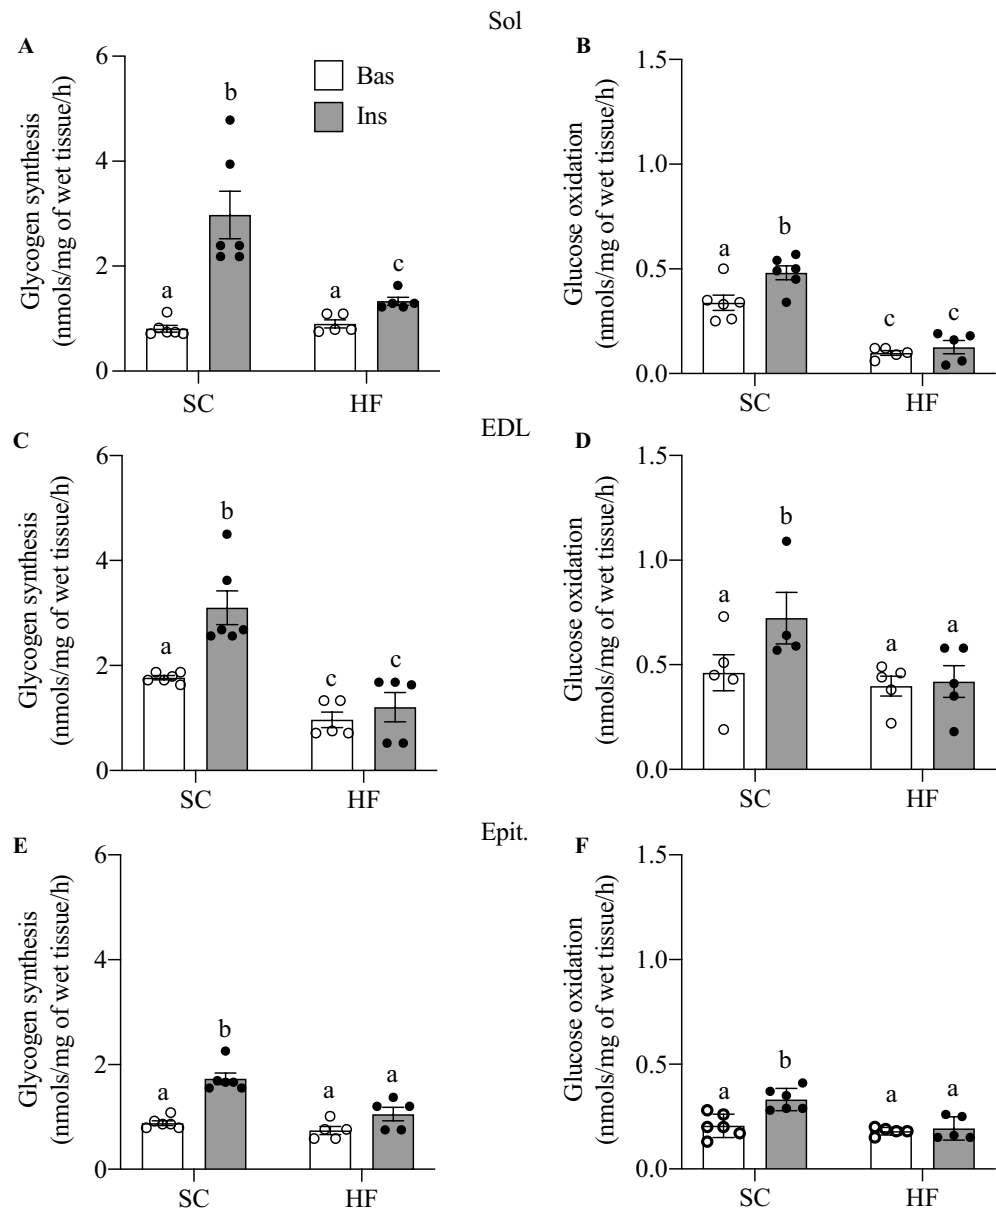 Sol
A
Glycogen synthesis
(nmols/mg of wet tissue/h)
6
4
2
0
a
b
a
c
SC
HF
Bas
Ins
B
Glucose oxidation
(nmols/mg of wet tissue/h)
1.5
1.0
0.5
0.0
a
b
c
c
SC
HF
EDL
C
Glycogen synthesis
(nmols/mg of wet tissue/h)
6
4
2
0
a
b
c
c
SC
HF
D
Glucose oxidation
(nmols/mg of wet tissue/h)
1.5
1.0
0.5
0.0
a
b
a
a
SC
HF
Epit.
E
Glycogen synthesis
(nmols/mg of wet tissue/h)
6
4
2
0
a
b
a
a
SC
HF
F
Glucose oxidation
(nmols/mg of wet tissue/h)
1.5
1.0
0.5
0.0
a
b
a
a
SC
HF